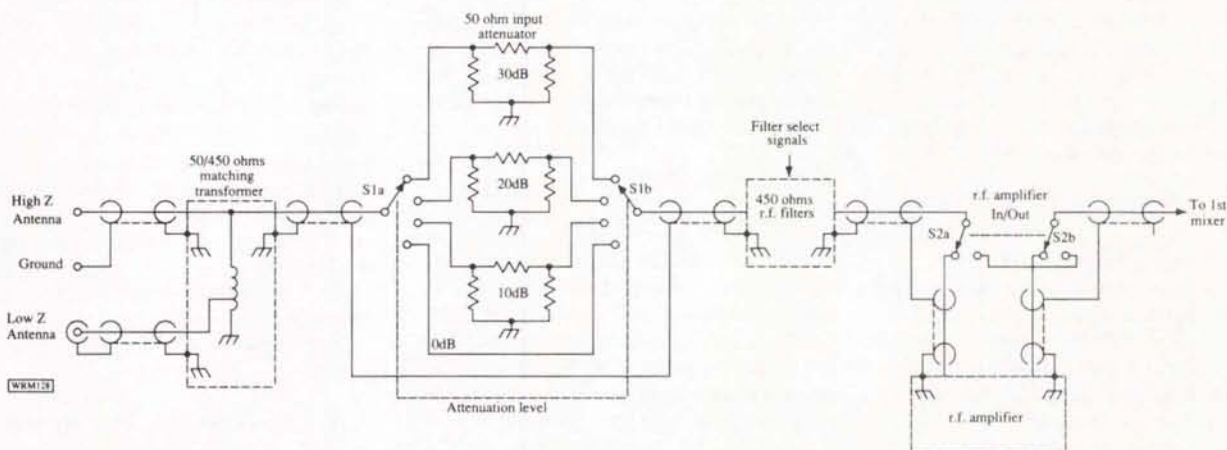 50 ohm input
attenuator
30dB
Filter select
signals
50/450 ohms
matching
transformer
S1a
20dB
S1b
450 ohms
r.f. filters
r.f. amplifier
In/Out
To 1st
mixer
High Z
Antenna
S2a
S2b
Ground
10dB
Low Z
Antenna
0dB
WRM128
Attenuation level
r.f. amplifier